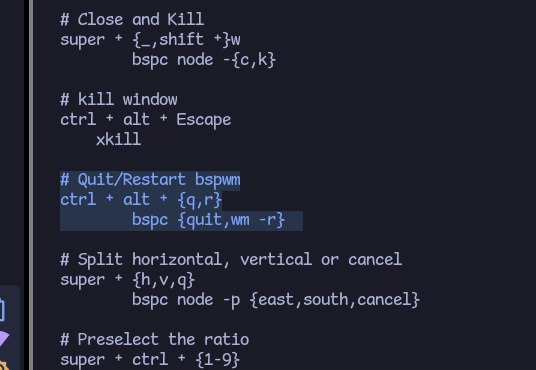 # Close and Kill
super + {_,shift +}w
        bspc node -{c,k}

# kill window
ctrl + alt + Escape
    xkill

# Quit/Restart bspwm
ctrl + alt + {q,r}
        bspc {quit,wm -r}

# Split horizontal, vertical or cancel
super + {h,v,q}
        bspc node -p {east,south,cancel}

# Preselect the ratio
super + ctrl + {1-9}